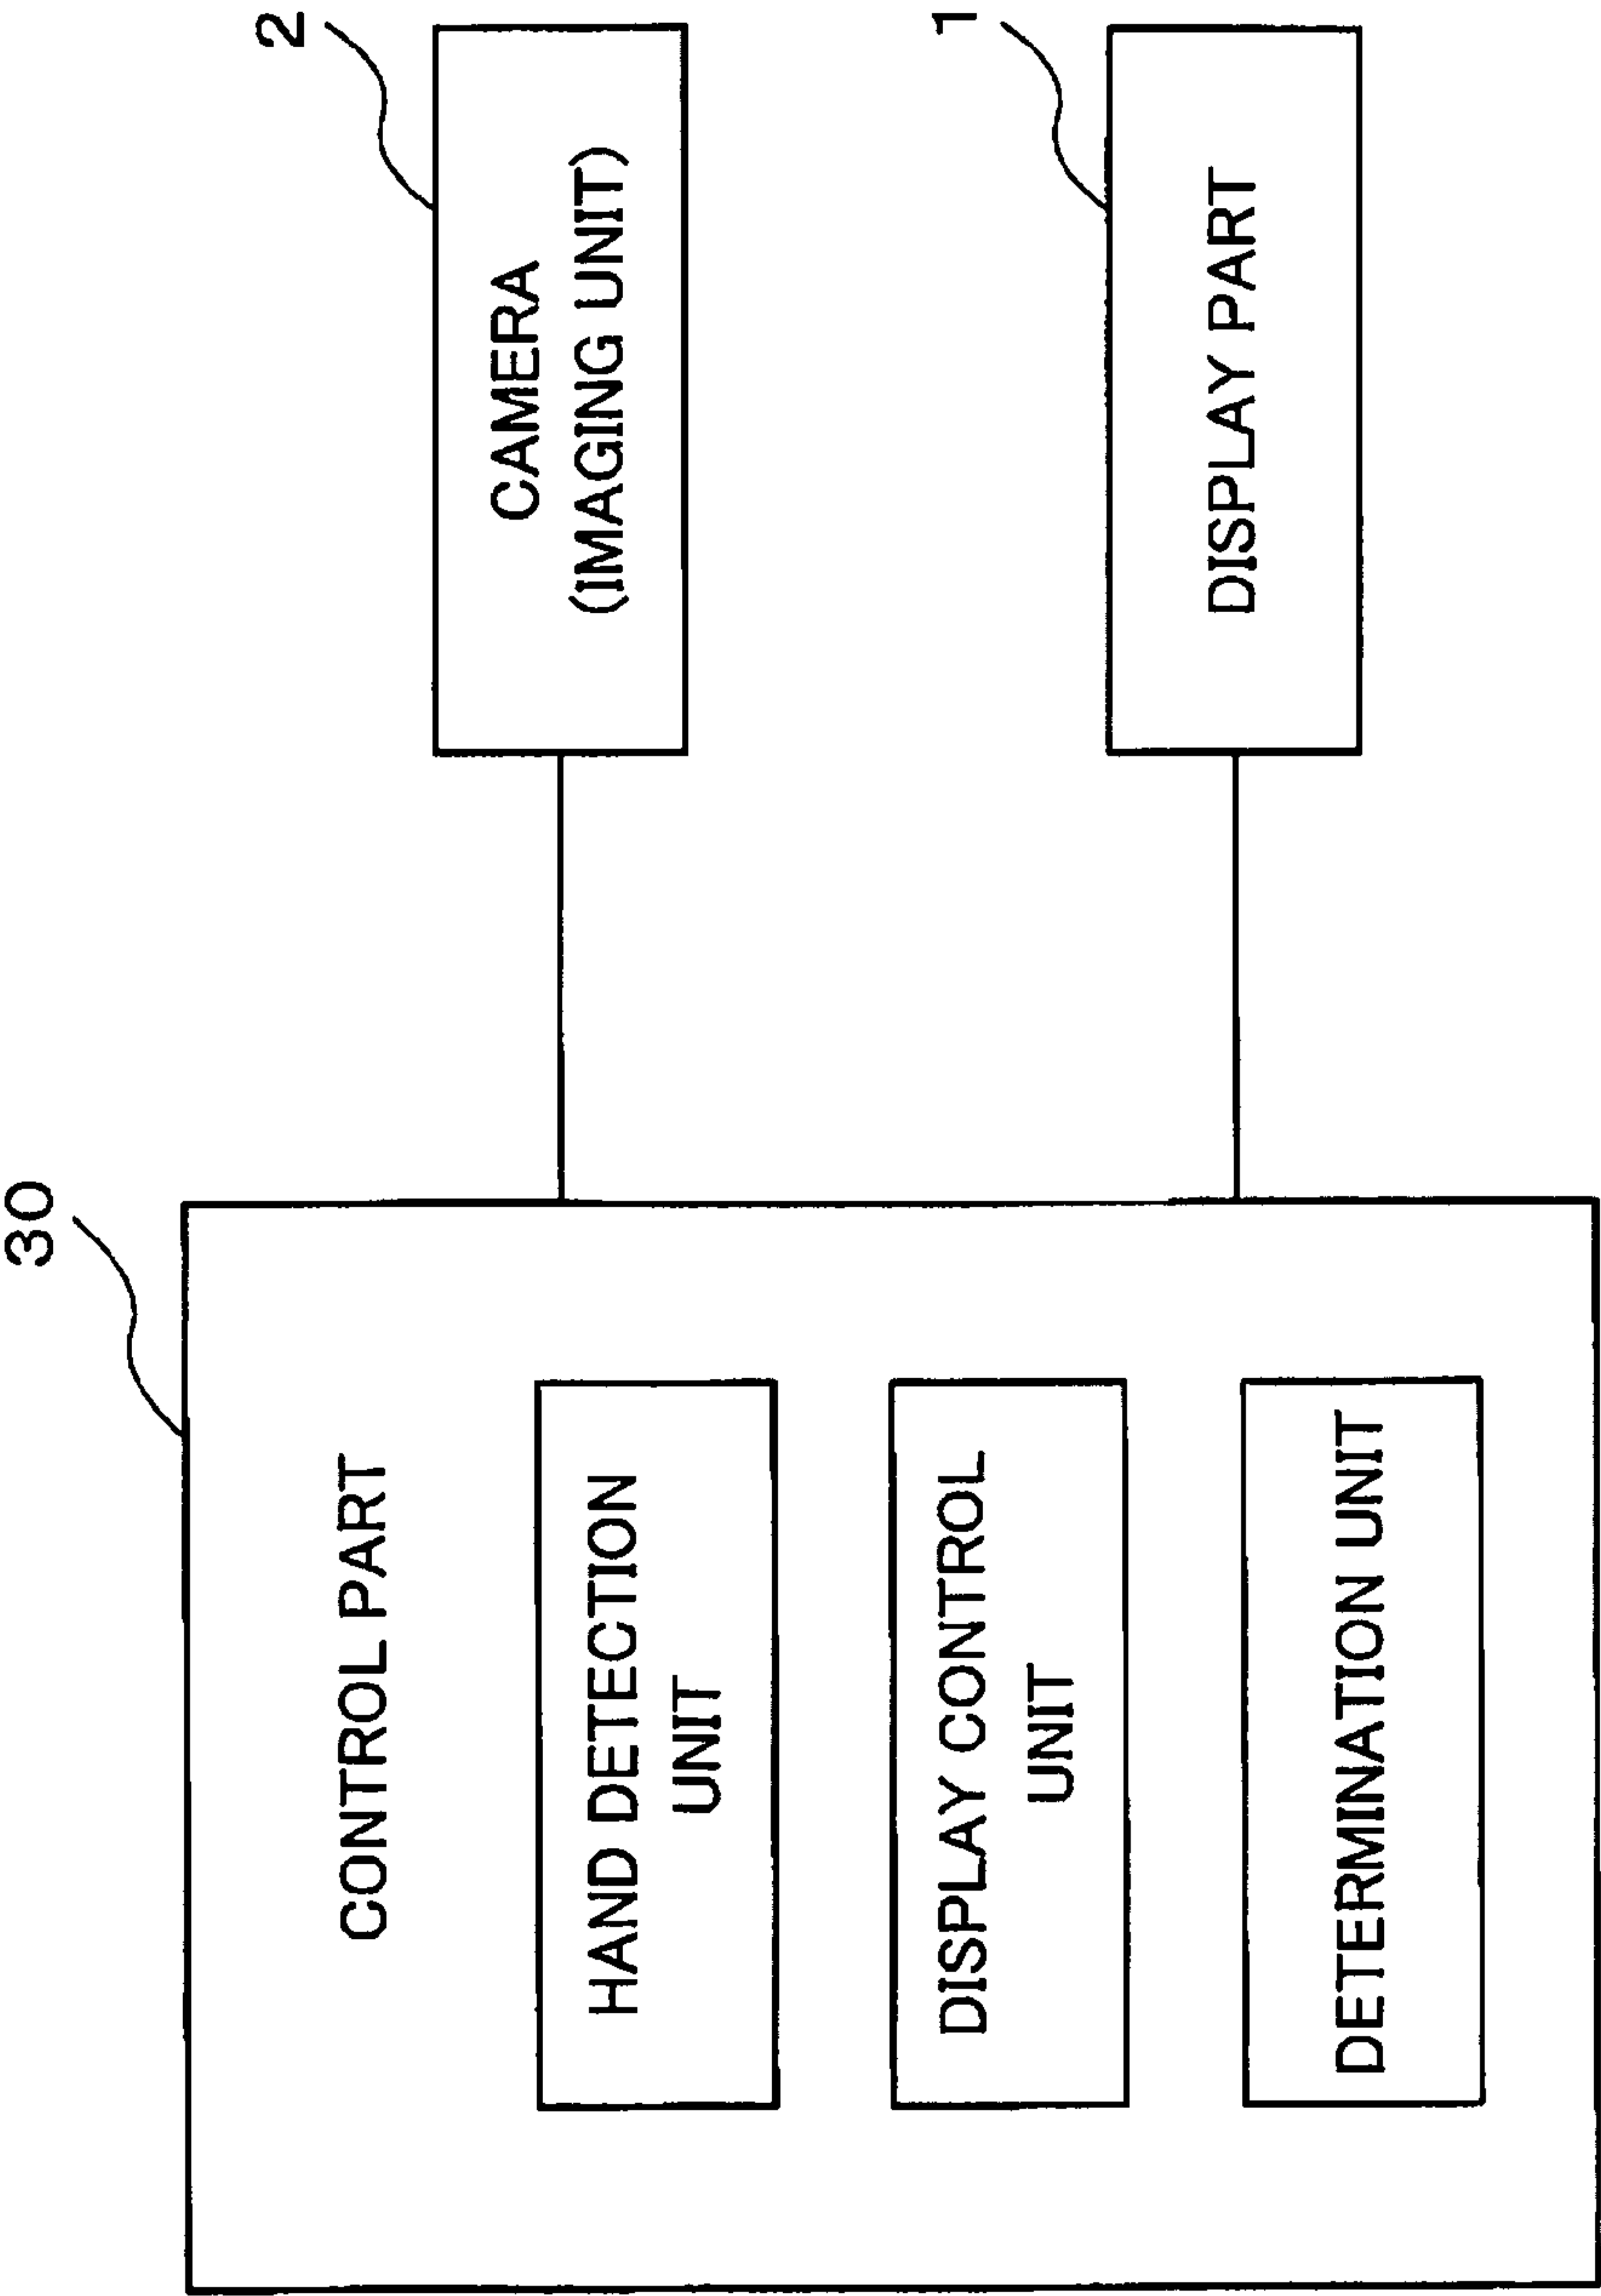 30
CONTROL PART
HAND DETECTION
UNIT
DISPLAY CONTROL
UNIT
DETERMINATION UNIT
2
CAMERA
(IMAGING UNIT)
1
DISPLAY PART